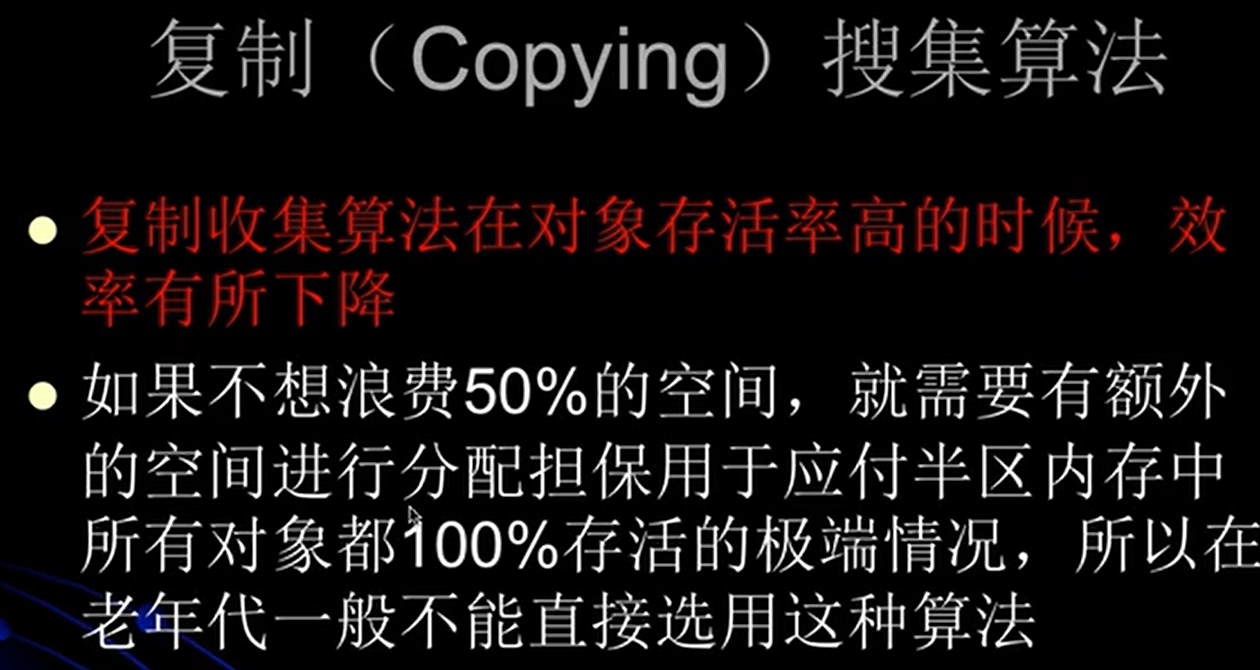 复制（Copying）搜集算法
复制收集算法在对象存活率高的时候，效
率有所下降
如果不想浪费50%的空间，就需要有额外
的空间进行分配担保用于应付半区内存中
所有对象都100%存活的极端情况，所以在
老年代一般不能直接选用这种算法